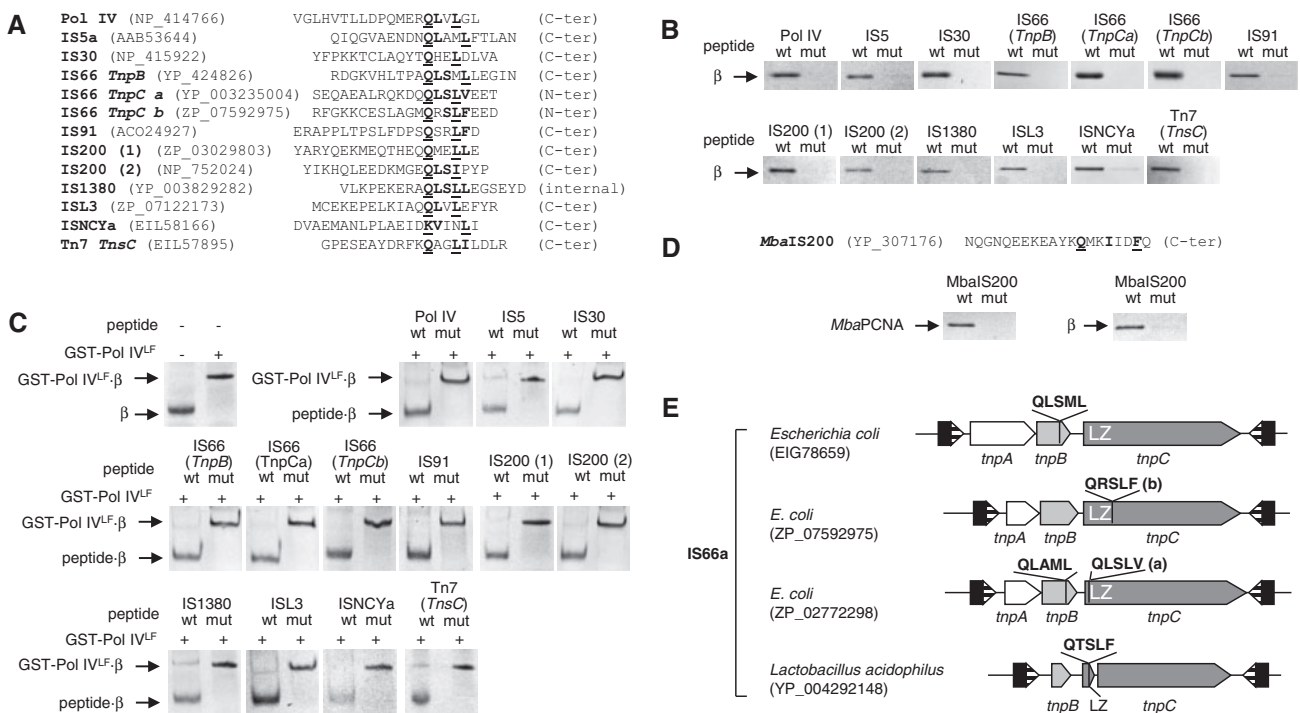 A
Pol IV (NP_414766) VGLHVTLLDPQMERQLVLGL (C-ter)
IS5a (AAB53644) QIQGVAENDNQLAMLFTLAN (C-ter)
IS30 (NP_415922) YFPKKTCLAQYTQHELDLVA (C-ter)
IS66 TnpB (YP_424826) RDGKVHLTPAQLSMLLEGIN (C-ter)
IS66 TnpC a (YP_003235004) SEQAEALRQKDQQLSLVEET (N-ter)
IS66 TnpC b (ZP_07592975) RFGKKCESLAGMQRSLFEED (N-ter)
IS91 (ACO24927) ERAPPLTPSLFDPSQSRLFD (C-ter)
IS200 (1) (ZP_03029803) YARYQEKMEQTHEQQMELLE (C-ter)
IS200 (2) (NP_752024) YIKHQLEEDKMGEQLSIPYP (C-ter)
IS1380 (YP_003829282) VLKPEKERAQLSLLEGSEYD (internal)
ISL3 (ZP_07122173) MCEKEPELKIAQQLVLEFYR (C-ter)
ISNCYa (EIL58166) DVAEMANLPLAEIDKVINLI (C-ter)
Tn7 TnsC (EIL57895) GPESEAYDRFKQAGLILDLR (C-ter)
B
peptide Pol IV IS5 IS30 IS66 (TnpB) IS66 (TnpCa) IS66 (TnpCb) IS91
wt mut wt mut wt mut wt mut wt mut wt mut wt mut
β
peptide IS200 (1) IS200 (2) IS1380 ISL3 ISNCYa Tn7 (TnsC)
wt mut wt mut wt mut wt mut wt mut wt mut
β
C
peptide - -
GST-Pol IVLF - +
GST-Pol IVLF·β
β
Pol IV IS5 IS30
wt mut wt mut wt mut
+ + + + + +
GST-Pol IVLF·β
peptide·β
peptide IS66 (TnpB) IS66 (TnpCa) IS66 (TnpCb) IS91 IS200 (1) IS200 (2)
wt mut wt mut wt mut wt mut wt mut wt mut
GST-Pol IVLF + + + + + + + + + + + +
GST-Pol IVLF·β
peptide·β
peptide IS1380 ISL3 ISNCYa Tn7 (TnsC)
wt mut wt mut wt mut wt mut
GST-Pol IVLF + + + + + + + +
GST-Pol IVLF·β
peptide·β
D
MbaIS200 (YP_307176) NQGNQEEKEAYKQMKIIDFQ (C-ter)
MbaIS200 MbaIS200
wt mut wt mut
MbaPCNA β
E
IS66a
QLSML
Escherichia coli
(EIG78659)
LZ
tnpA tnpB tnpC
QRSLF (b)
E. coli
(ZP_07592975)
LZ
tnpA tnpB tnpC
QLAML QLSLV (a)
E. coli
(ZP_02772298)
LZ
tnpA tnpB tnpC
QTSLF
Lactobacillus acidophilus
(YP_004292148)
tnpB LZ tnpC